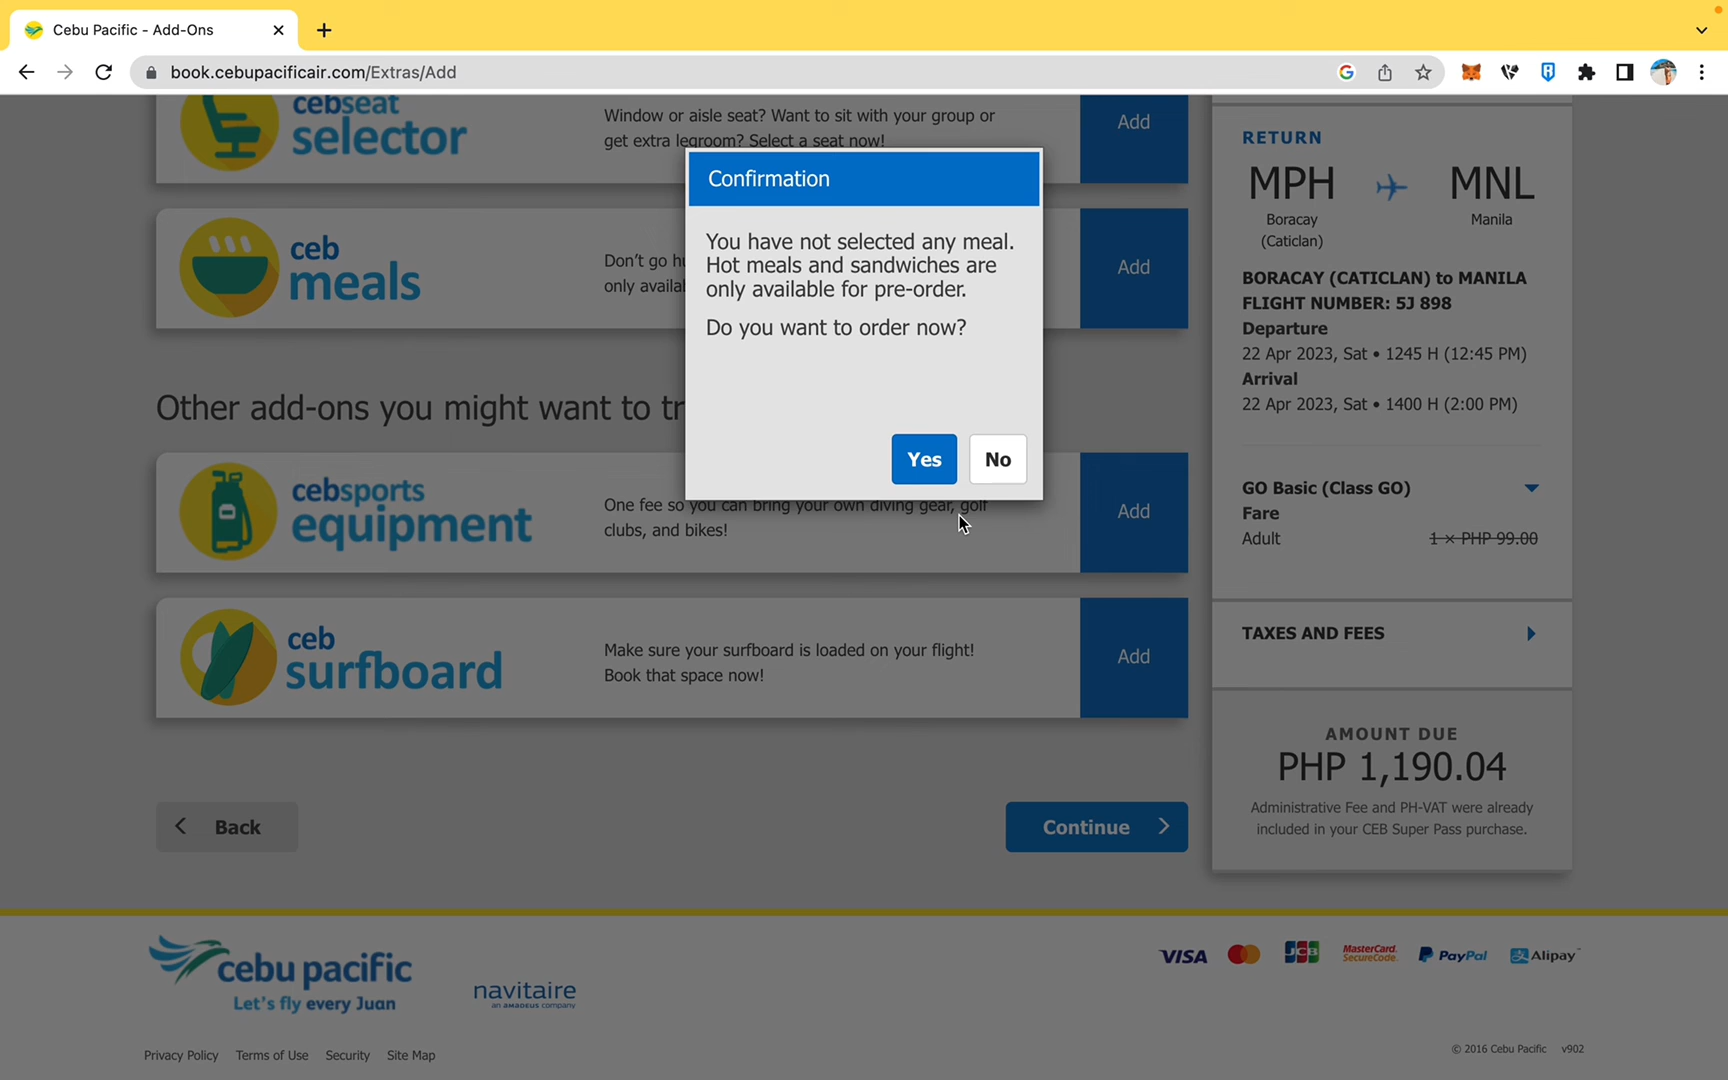 Cebu Pacific - Add-Ons
book.cebupacificair.com/Extras/Add
cebseat
selector
Window or aisle seat? Want to sit with your group or
get extra legroom? Select a seat now!
Add
ceb
meals
Don't go hu
only availab
Add
Confirmation
You have not selected any meal.
Hot meals and sandwiches are
only available for pre-order.
Do you want to order now?
Yes
No
Other add-ons you might want to tr
cebsports
equipment
One fee so you can bring your own diving gear, golf
clubs, and bikes!
Add
ceb
surfboard
Make sure your surfboard is loaded on your flight!
Book that space now!
Add
Back
Continue
RETURN
MPH
MNL
Boracay
(Caticlan)
Manila
BORACAY (CATICLAN) to MANILA
FLIGHT NUMBER: 5J 898
Departure
22 Apr 2023, Sat • 1245 H (12:45 PM)
Arrival
22 Apr 2023, Sat • 1400 H (2:00 PM)
GO Basic (Class GO)
Fare
Adult 1 × PHP 99.00
TAXES AND FEES
AMOUNT DUE
PHP 1,190.04
Administrative Fee and PH-VAT were already
included in your CEB Super Pass purchase.
cebu pacific
Let's fly every Juan
navitaire
an amadeus company
VISA
JCB
MasterCard.
SecureCode.
PayPal
Alipay
Privacy Policy Terms of Use Security Site Map
© 2016 Cebu Pacific v902